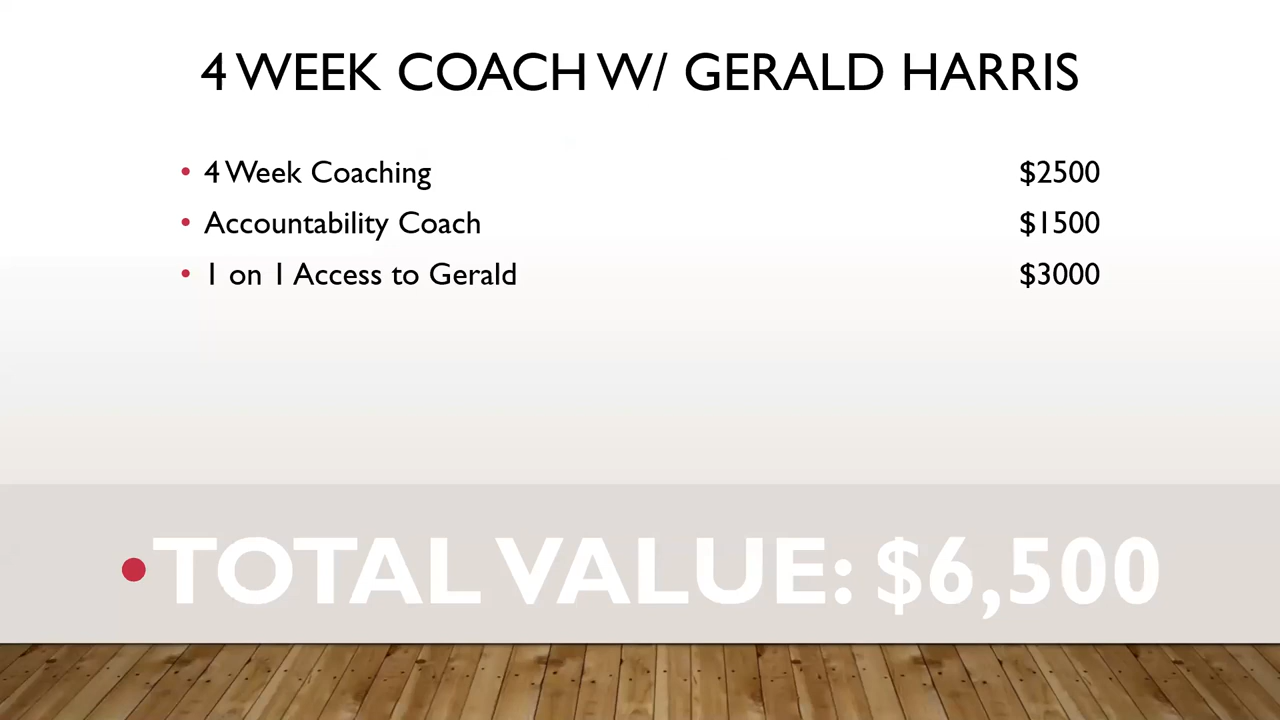 4 WEEK COACH W/ GERALD HARRIS
• 4 Week Coaching $2500
• Accountability Coach $1500
• 1 on 1 Access to Gerald $3000
• TOTAL VALUE: $6,500